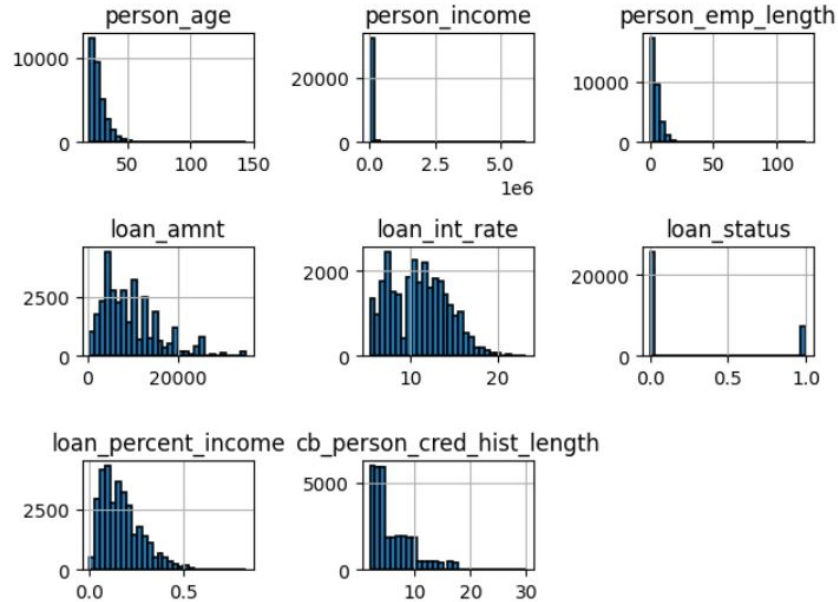 person_age person_income person_emp_length
10000 20000 10000
0 0 0
50 100 150 0.0 2.5 5.0 0 50 100
1e6
loan_amnt loan_int_rate loan_status
2500 2000 20000
0 0 0
0 20000 10 20 0.0 0.5 1.0
loan_percent_income cb_person_cred_hist_length
2500 5000
0 0
0.0 0.5 10 20 30